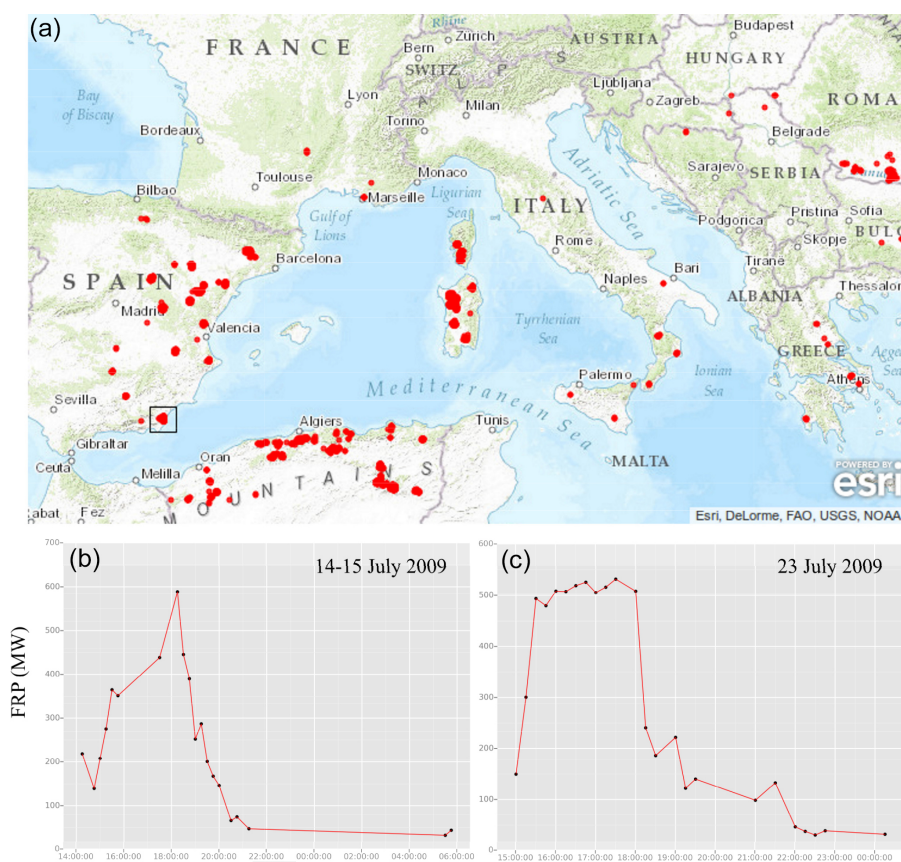 (a)
FRANCE
Bay
of Biscay
Bordeaux
Lyon
Toulouse
Bilbao
Gulf of
Lions
Marseille
Monaco
Ligurian
Sea
Rhine
Bern
Zurich
SWITZ
A L P S
Torino
Milan
AUSTRIA
Ljubljana
Zagreb
Budapest
HUNGARY
ROMA
Belgrade
Sarajevo
SERBIA
Podgorica
Pristina
Sofia
BULG
Skopje
Tirane
ALBANIA
Thessalon
GREECE
Aegea
Sea
Athens
Adriatic Sea
ITALY
Rome
Naples
Bari
Tyrrhenian
Sea
Ionian
Sea
Palermo
MALTA
Mediterranean Sea
SPAIN
Barcelona
Madrid
Valencia
Sevilla
Gibraltar
Ceuta
Melilla
Oran
Algiers
Tunis
abat
Fez
MOUNTAINS
POWERED BY
esri
Esri, DeLorme, FAO, USGS, NOAA
(b)
14-15 July 2009
FRP (MW)
700
600
500
400
300
200
100
0
14:00:00
16:00:00
18:00:00
20:00:00
22:00:00
00:00:00
02:00:00
04:00:00
06:00:00
(c)
23 July 2009
600
500
400
300
200
100
0
15:00:00
16:00:00
17:00:00
18:00:00
19:00:00
20:00:00
21:00:00
22:00:00
23:00:00
00:00:00